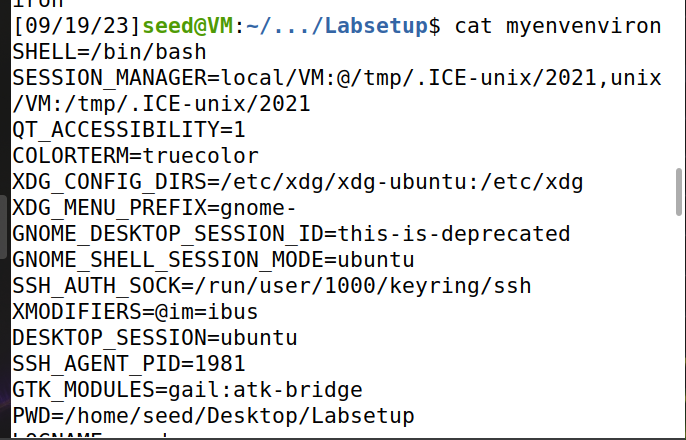 [09/19/23]seed@VM:~/.../Labsetup$ cat myenvenviron
SHELL=/bin/bash
SESSION_MANAGER=local/VM:@/tmp/.ICE-unix/2021,unix
/VM:/tmp/.ICE-unix/2021
QT_ACCESSIBILITY=1
COLORTERM=truecolor
XDG_CONFIG_DIRS=/etc/xdg/xdg-ubuntu:/etc/xdg
XDG_MENU_PREFIX=gnome-
GNOME_DESKTOP_SESSION_ID=this-is-deprecated
GNOME_SHELL_SESSION_MODE=ubuntu
SSH_AUTH_SOCK=/run/user/1000/keyring/ssh
XMODIFIERS=@im=ibus
DESKTOP_SESSION=ubuntu
SSH_AGENT_PID=1981
GTK_MODULES=gail:atk-bridge
PWD=/home/seed/Desktop/Labsetup